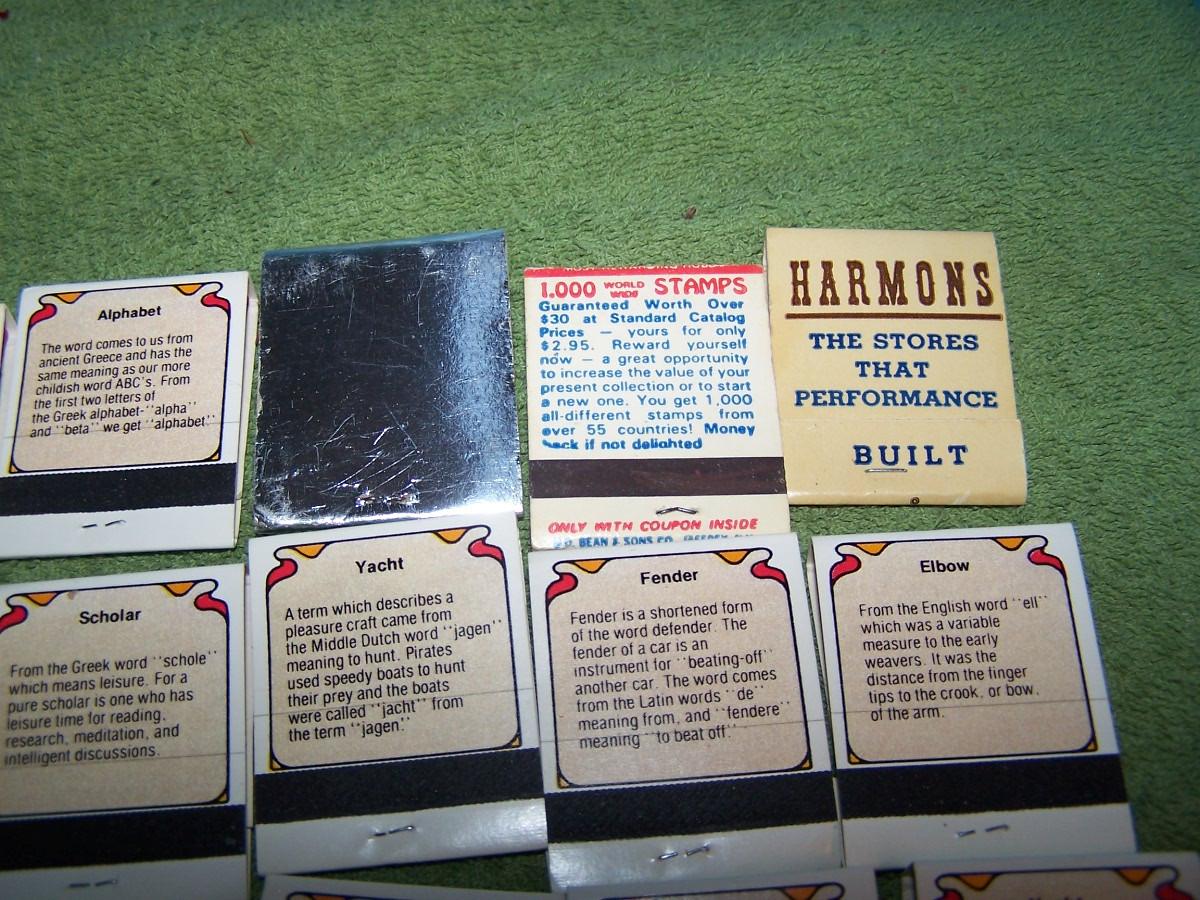 Alphabet
The word comes to us from
ancient Greece and has the
same meaning as our more
childish word ABC's. From
the first two letters of
the Greek alphabet-"alpha"
and "beta" we get "alphabet."
1.000 WORLD WIDE STAMPS
Guaranteed Worth Over
$30 at Standard Catalog
Prices — yours for only
$2.95. Reward yourself
now — a great opportunity
to increase the value of your
present collection or to start
a new one. You get 1,000
all-different stamps from
over 55 countries! Money
back if not delighted
ONLY WITH COUPON INSIDE
BEAN & SONS CO.
HARMONS
THE STORES
THAT
PERFORMANCE
BUILT
Scholar
From the Greek word "schole"
which means leisure. For a
pure scholar is one who has
leisure time for reading,
research, meditation, and
intelligent discussions.
Yacht
A term which describes a
pleasure craft came from
the Middle Dutch word "jagen"
meaning to hunt. Pirates
used speedy boats to hunt
their prey and the boats
were called "jacht" from
the term "jagen."
Fender
Fender is a shortened form
of the word defender. The
fender of a car is an
instrument for "beating-off"
another car. The word comes
from the Latin words "de"
meaning from, and "fendere"
meaning "to beat off."
Elbow
From the English word "ell"
which was a variable
measure to the early
weavers. It was the
distance from the finger
tips to the crook, or bow,
of the arm.